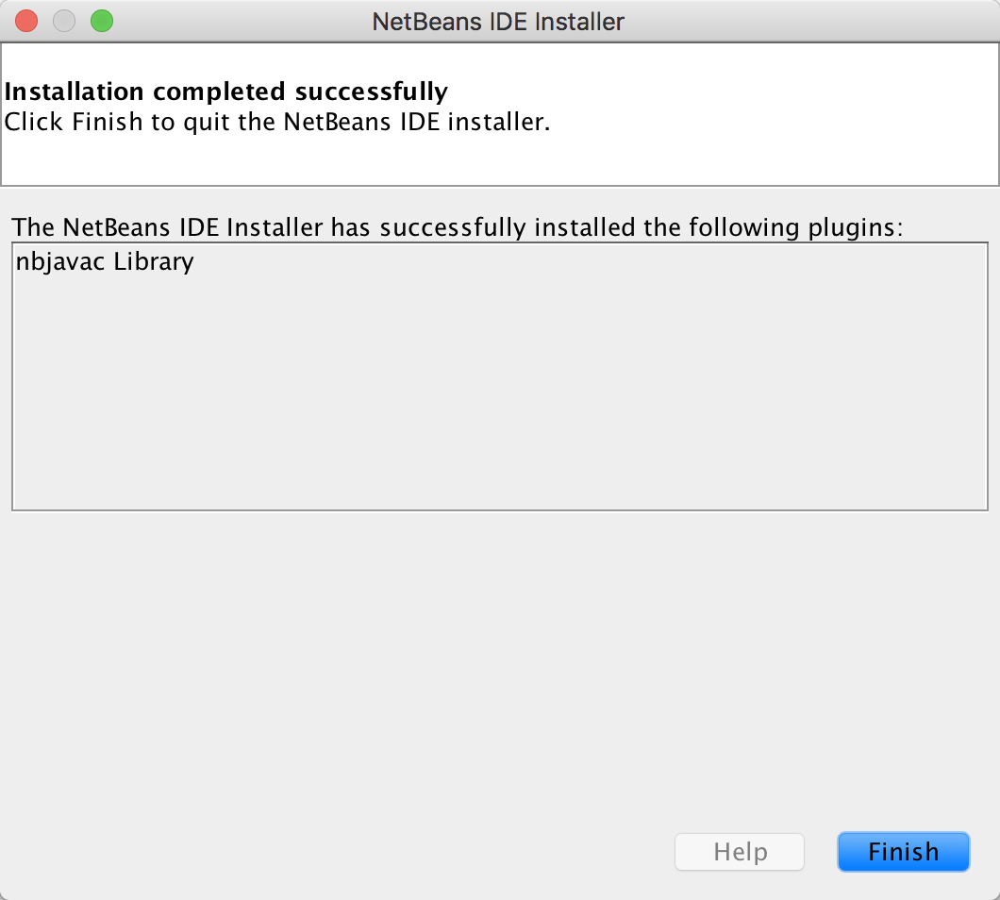 NetBeans IDE Installer
Installation completed successfully
Click Finish to quit the NetBeans IDE installer.
The NetBeans IDE Installer has successfully installed the following plugins:
nbjavac Library
Help
Finish